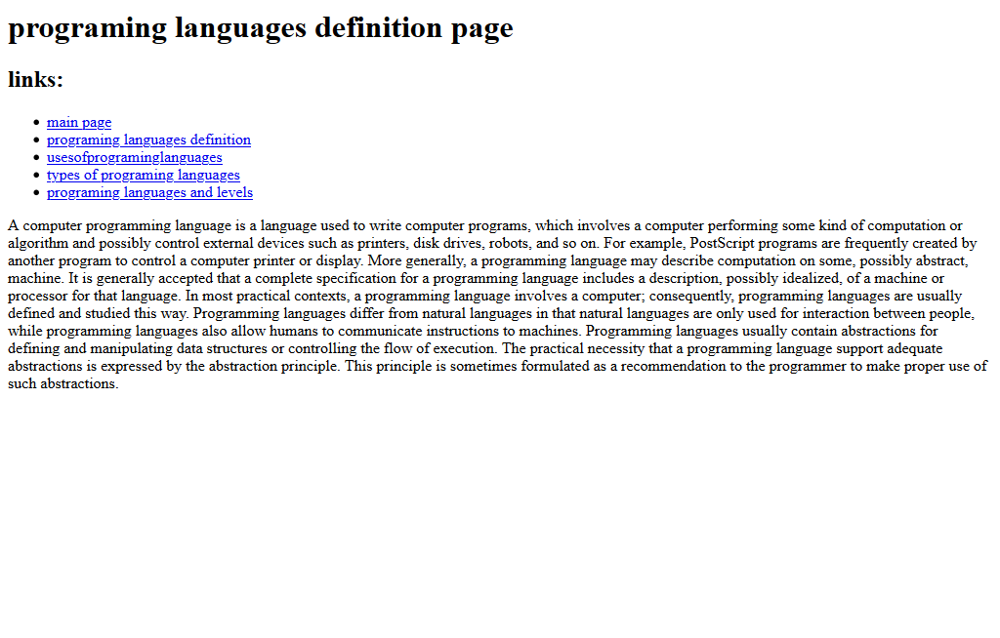 programing languages definition page
links:
main page
programing languages definition
usesofprograminglanguages
types of programing languages
programing languages and levels
A computer programming language is a language used to write computer programs, which involves a computer performing some kind of computation or
algorithm and possibly control external devices such as printers, disk drives, robots, and so on. For example, PostScript programs are frequently created by
another program to control a computer printer or display. More generally, a programming language may describe computation on some, possibly abstract,
machine. It is generally accepted that a complete specification for a programming language includes a description, possibly idealized, of a machine or
processor for that language. In most practical contexts, a programming language involves a computer; consequently, programming languages are usually
defined and studied this way. Programming languages differ from natural languages in that natural languages are only used for interaction between people,
while programming languages also allow humans to communicate instructions to machines. Programming languages usually contain abstractions for
defining and manipulating data structures or controlling the flow of execution. The practical necessity that a programming language support adequate
abstractions is expressed by the abstraction principle. This principle is sometimes formulated as a recommendation to the programmer to make proper use of
such abstractions.